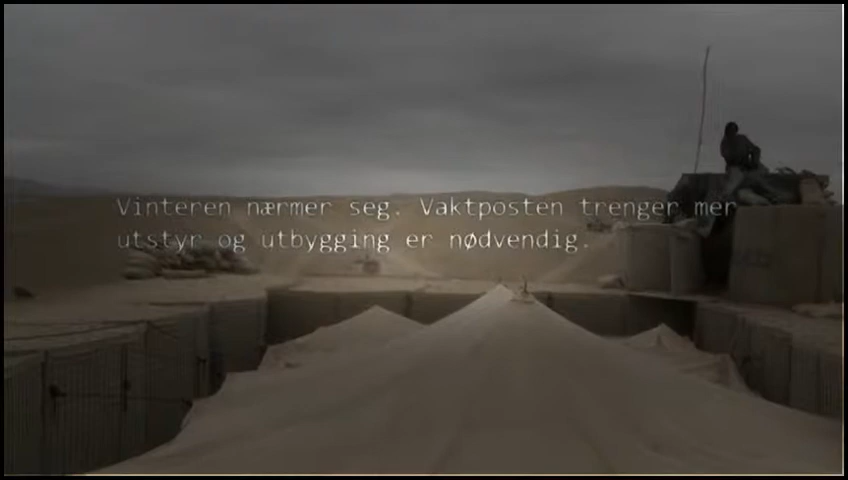 Vinteren nærmer seg. Vaktposten trenger mer
utstyr og utbygging er nødvendig.